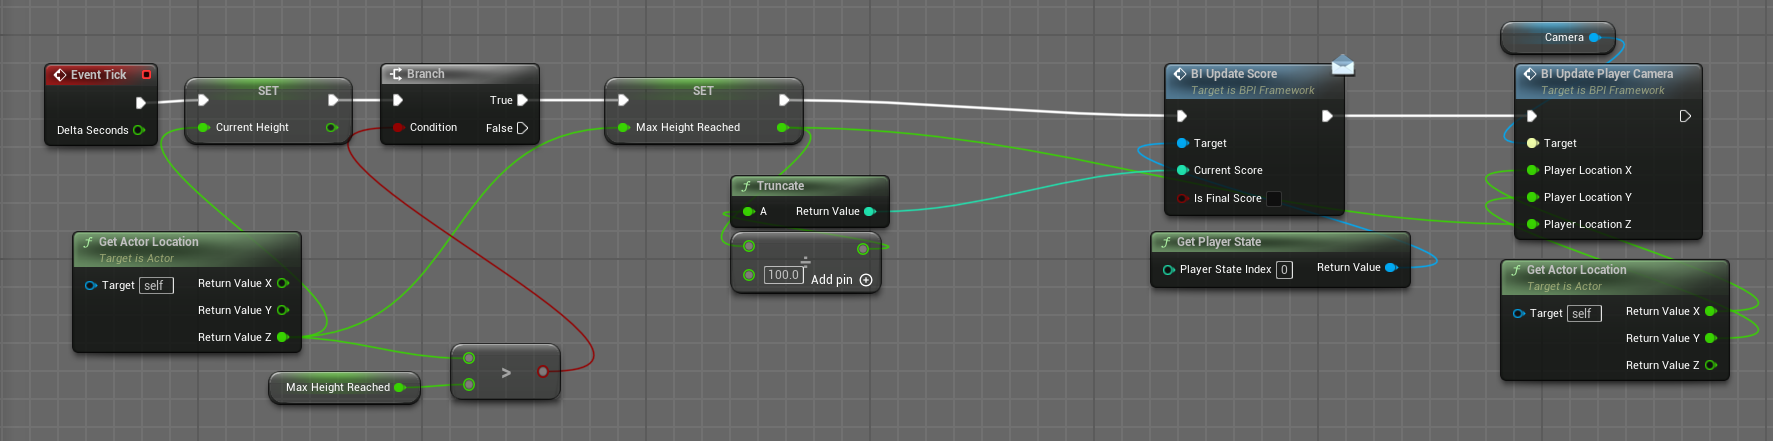 Event Tick
Delta Seconds
SET
Current Height
Branch
True
Condition
False
SET
Max Height Reached
Truncate
A
Return Value
100.0
÷
Add pin
BI Update Score
Target is BPI Framework
Target
Current Score
Is Final Score
Get Player State
Player State Index
0
Return Value
Camera
BI Update Player Camera
Target is BPI Framework
Target
Player Location X
Player Location Y
Player Location Z
Get Actor Location
Target is Actor
Target
self
Return Value X
Return Value Y
Return Value Z
Max Height Reached
>
Get Actor Location
Target is Actor
Target
self
Return Value X
Return Value Y
Return Value Z